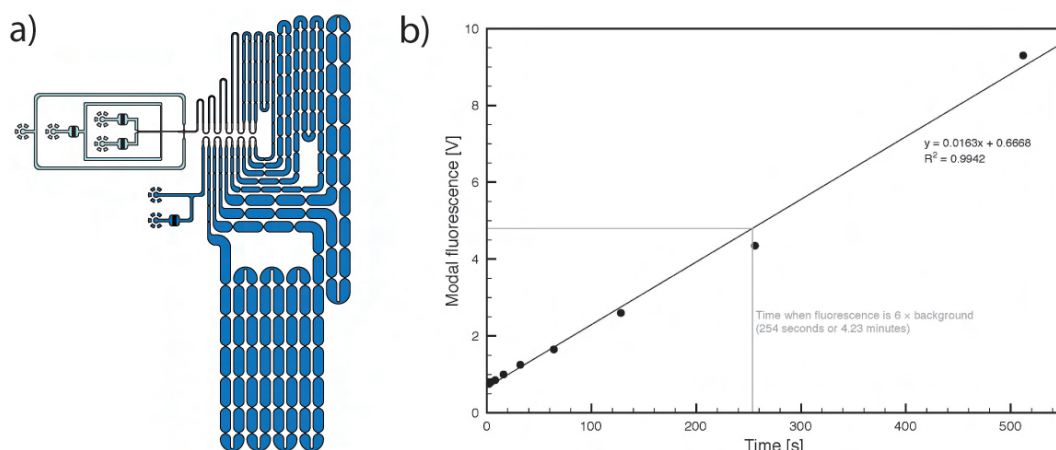 a)
b)
10
8
6
4
2
0
Modal fluorescence [V]
y = 0.0163x + 0.6668
R² = 0.9942
Time when fluorescence is 6 × background
(254 seconds or 4.23 minutes)
0 100 200 300 400 500
Time [s]